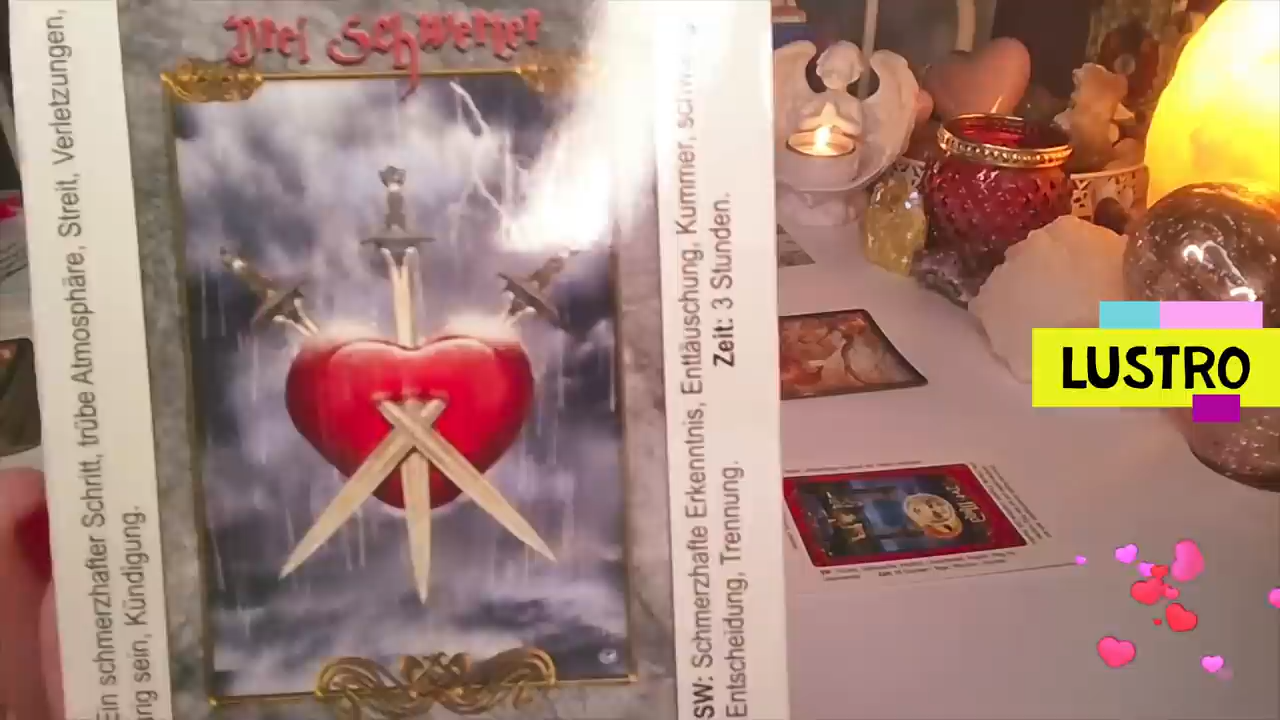 Drei Schwerter
Ein schmerzhafter Schritt, trübe Atmosphäre, Streit, Verletzungen,
sein, Kündigung.
SW: Schmerzhafte Erkenntnis, Enttäuschung, Kummer,
Entscheidung, Trennung.
Zeit: 3 Stunden.
LUSTRO